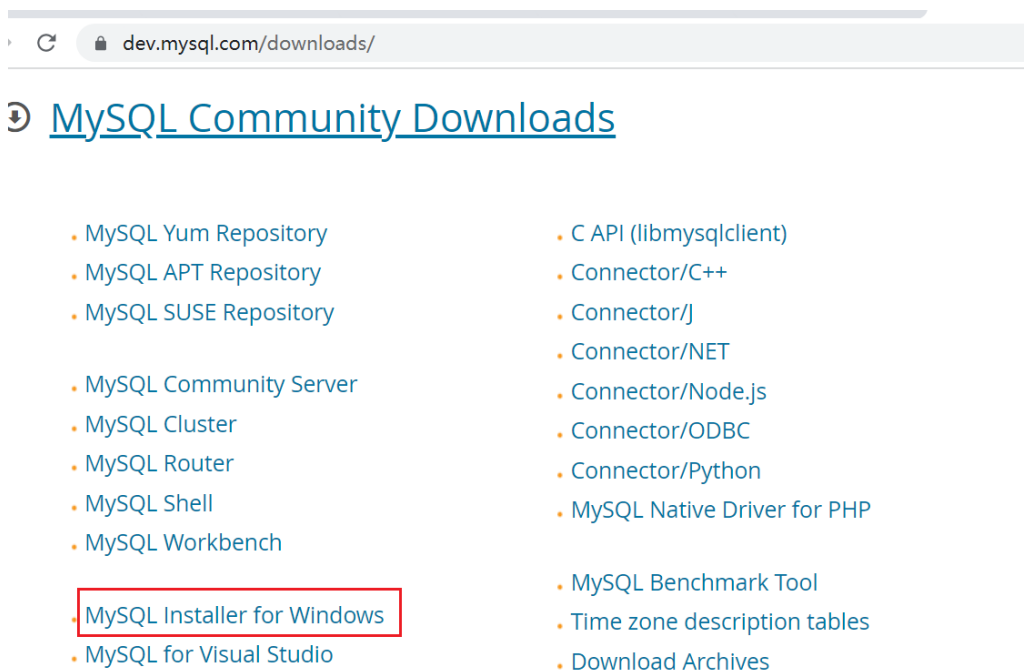 dev.mysql.com/downloads/
MySQL Community Downloads
MySQL Yum Repository
MySQL APT Repository
MySQL SUSE Repository
MySQL Community Server
MySQL Cluster
MySQL Router
MySQL Shell
MySQL Workbench
MySQL Installer for Windows
MySQL for Visual Studio
C API (libmysqlclient)
Connector/C++
Connector/J
Connector/NET
Connector/Node.js
Connector/ODBC
Connector/Python
MySQL Native Driver for PHP
MySQL Benchmark Tool
Time zone description tables
Download Archives